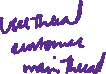 use thread
customer
main thread